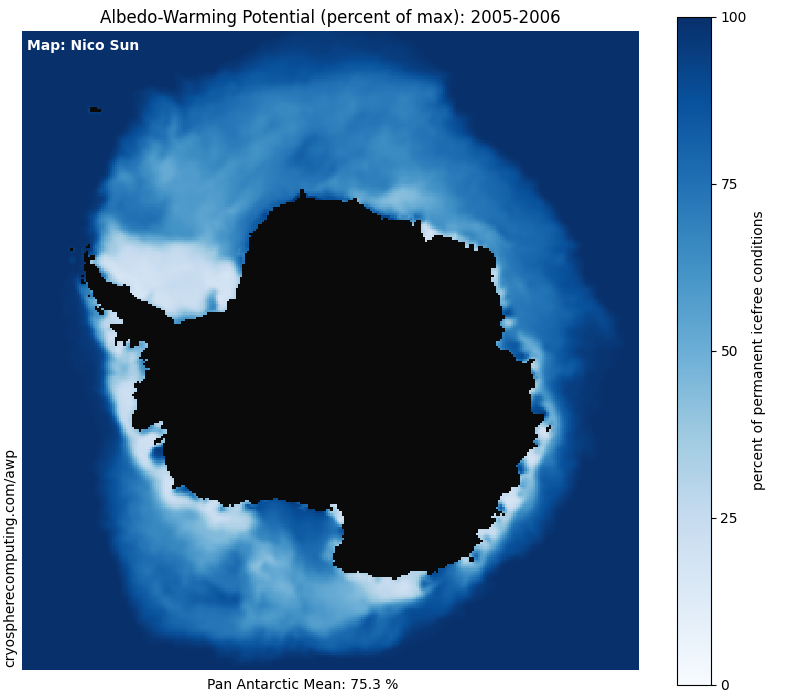 Albedo-Warming Potential (percent of max): 2005-2006
Map: Nico Sun
100
75
50
25
0
percent of permanent icefree conditions
cryospherecomputing.com/awp
Pan Antarctic Mean: 75.3 %